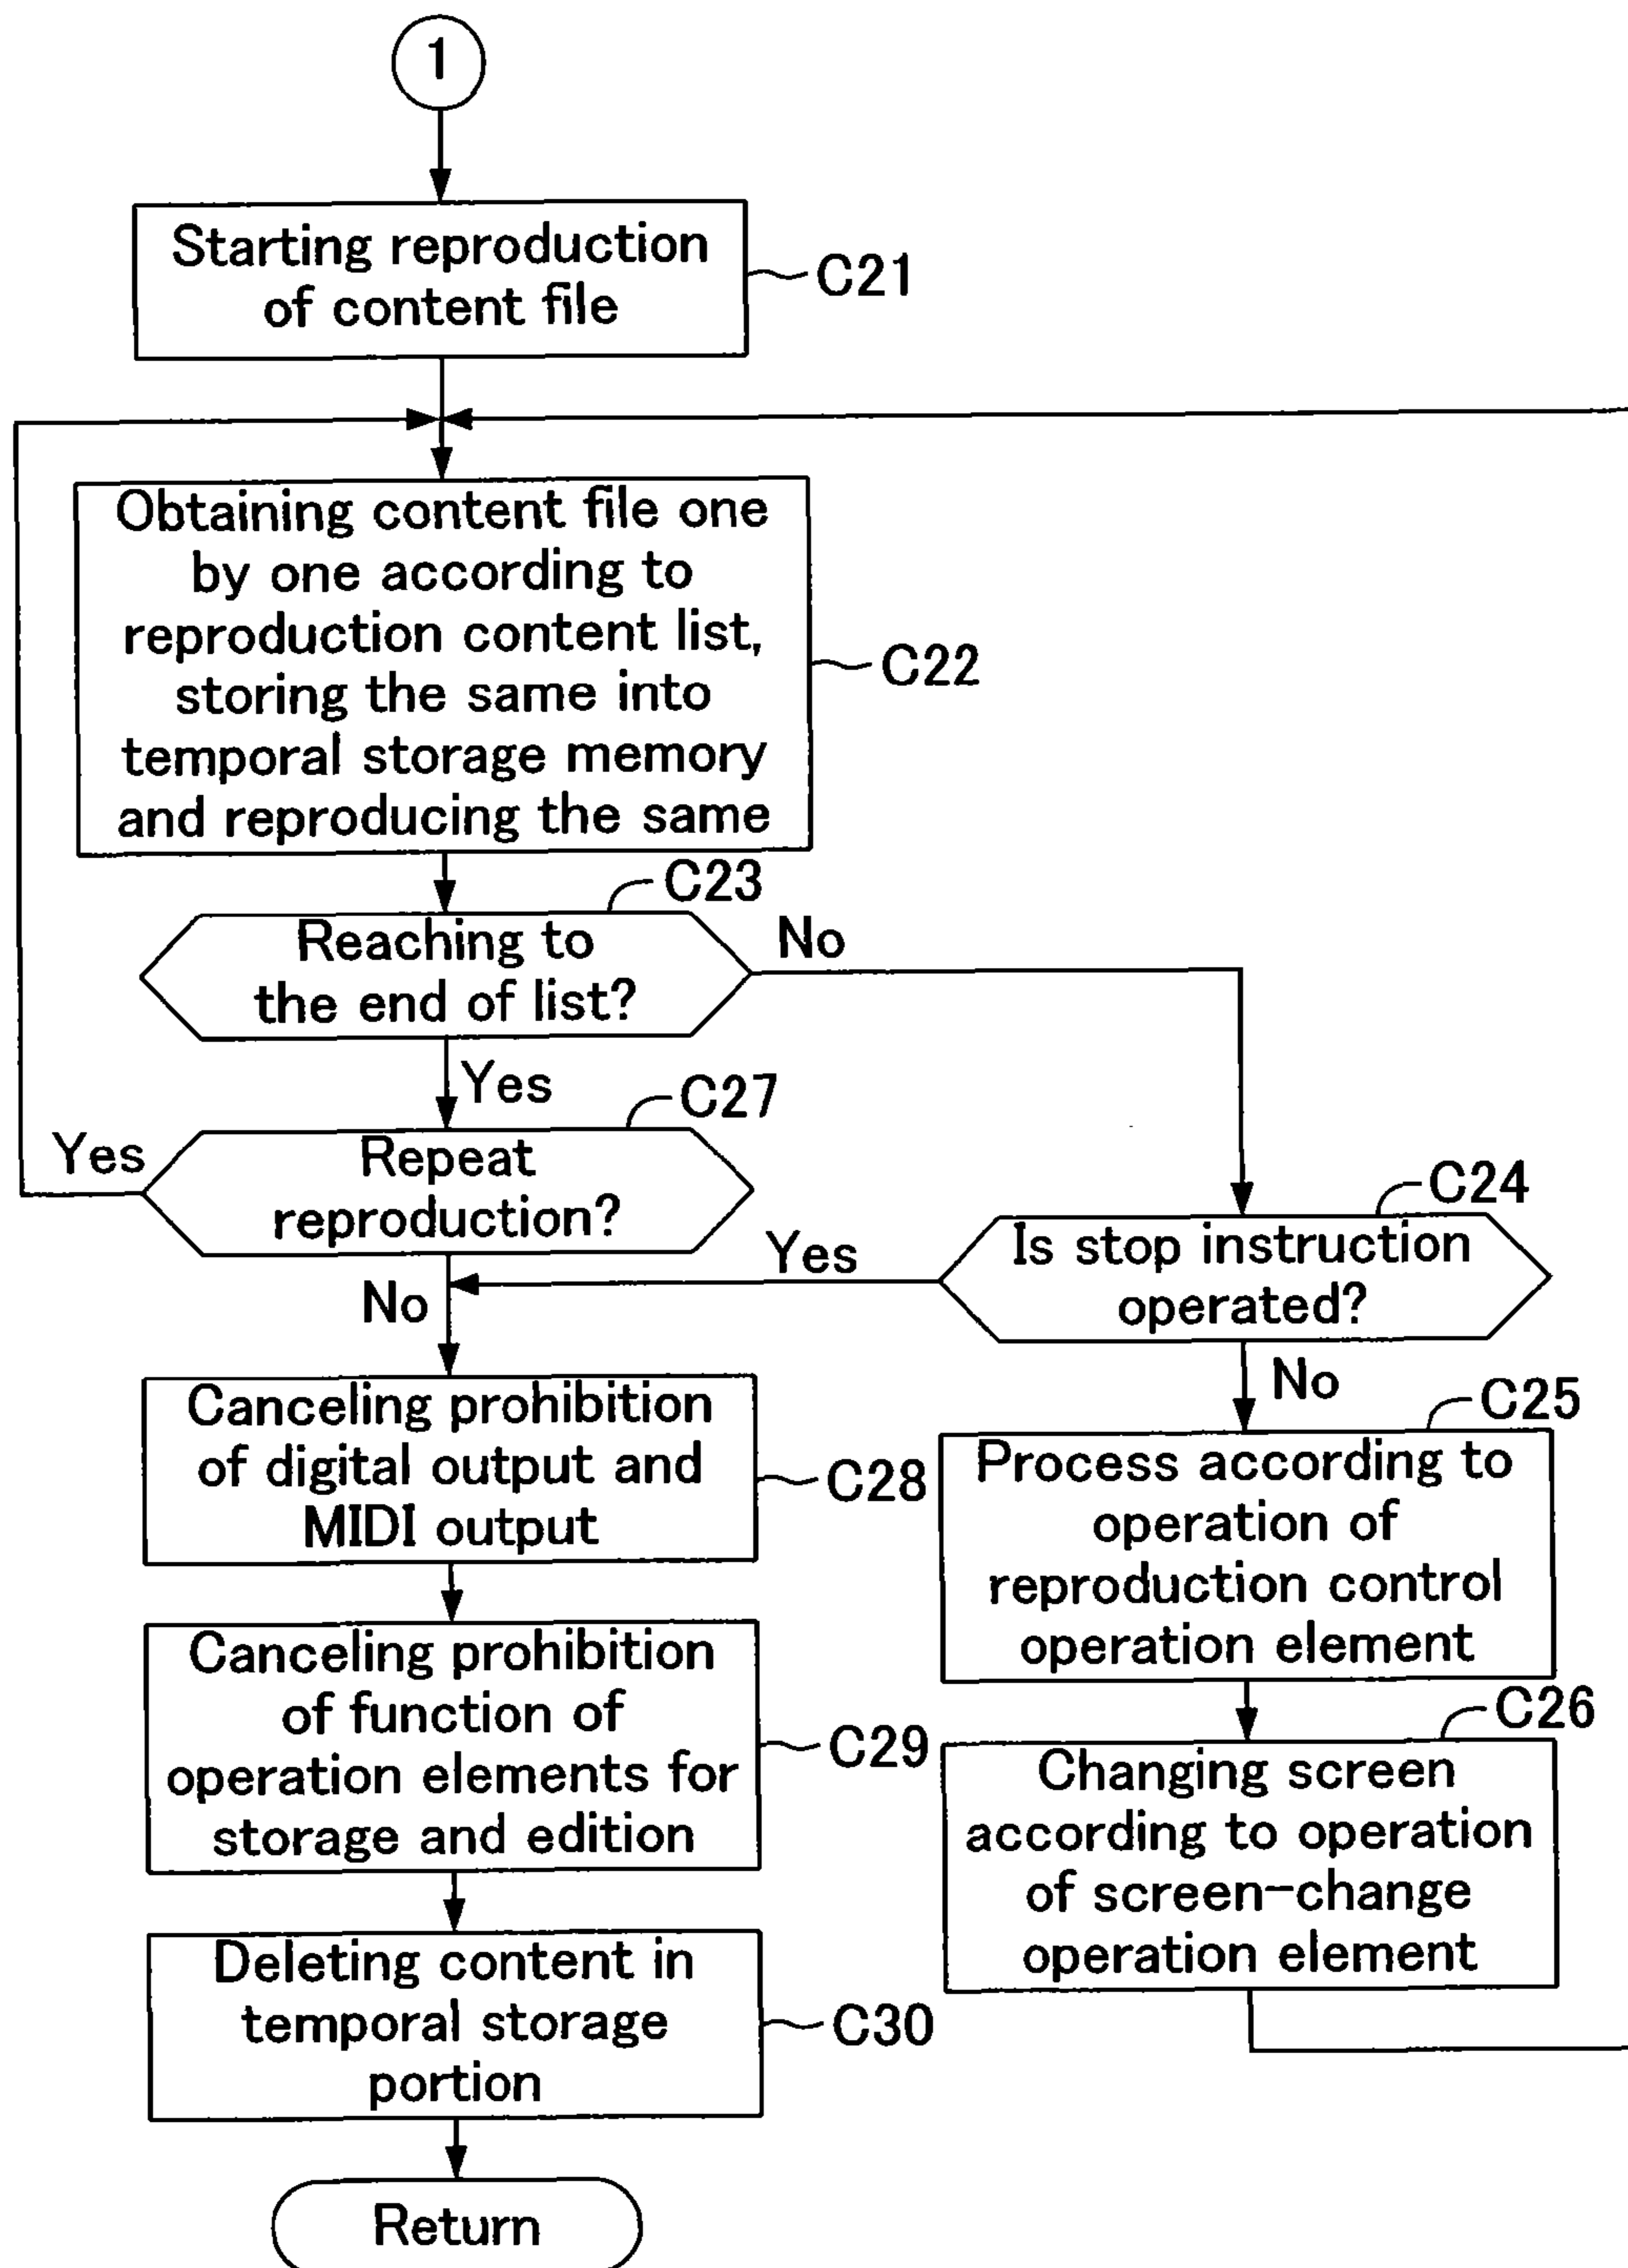 1
Starting reproduction
of content file
C21
Obtaining content file one
by one according to
reproduction content list,
storing the same into
temporal storage memory
and reproducing the same
C22
C23
Reaching to
the end of list?
No
Yes
C27
Yes
Repeat
reproduction?
No
C24
Is stop instruction
operated?
Yes
No
C25
Process according to
operation of
reproduction control
operation element
C26
Changing screen
according to operation
of screen-change
operation element
Canceling prohibition
of digital output and
MIDI output
C28
Canceling prohibition
of function of
operation elements for
storage and edition
C29
Deleting content in
temporal storage
portion
C30
Return